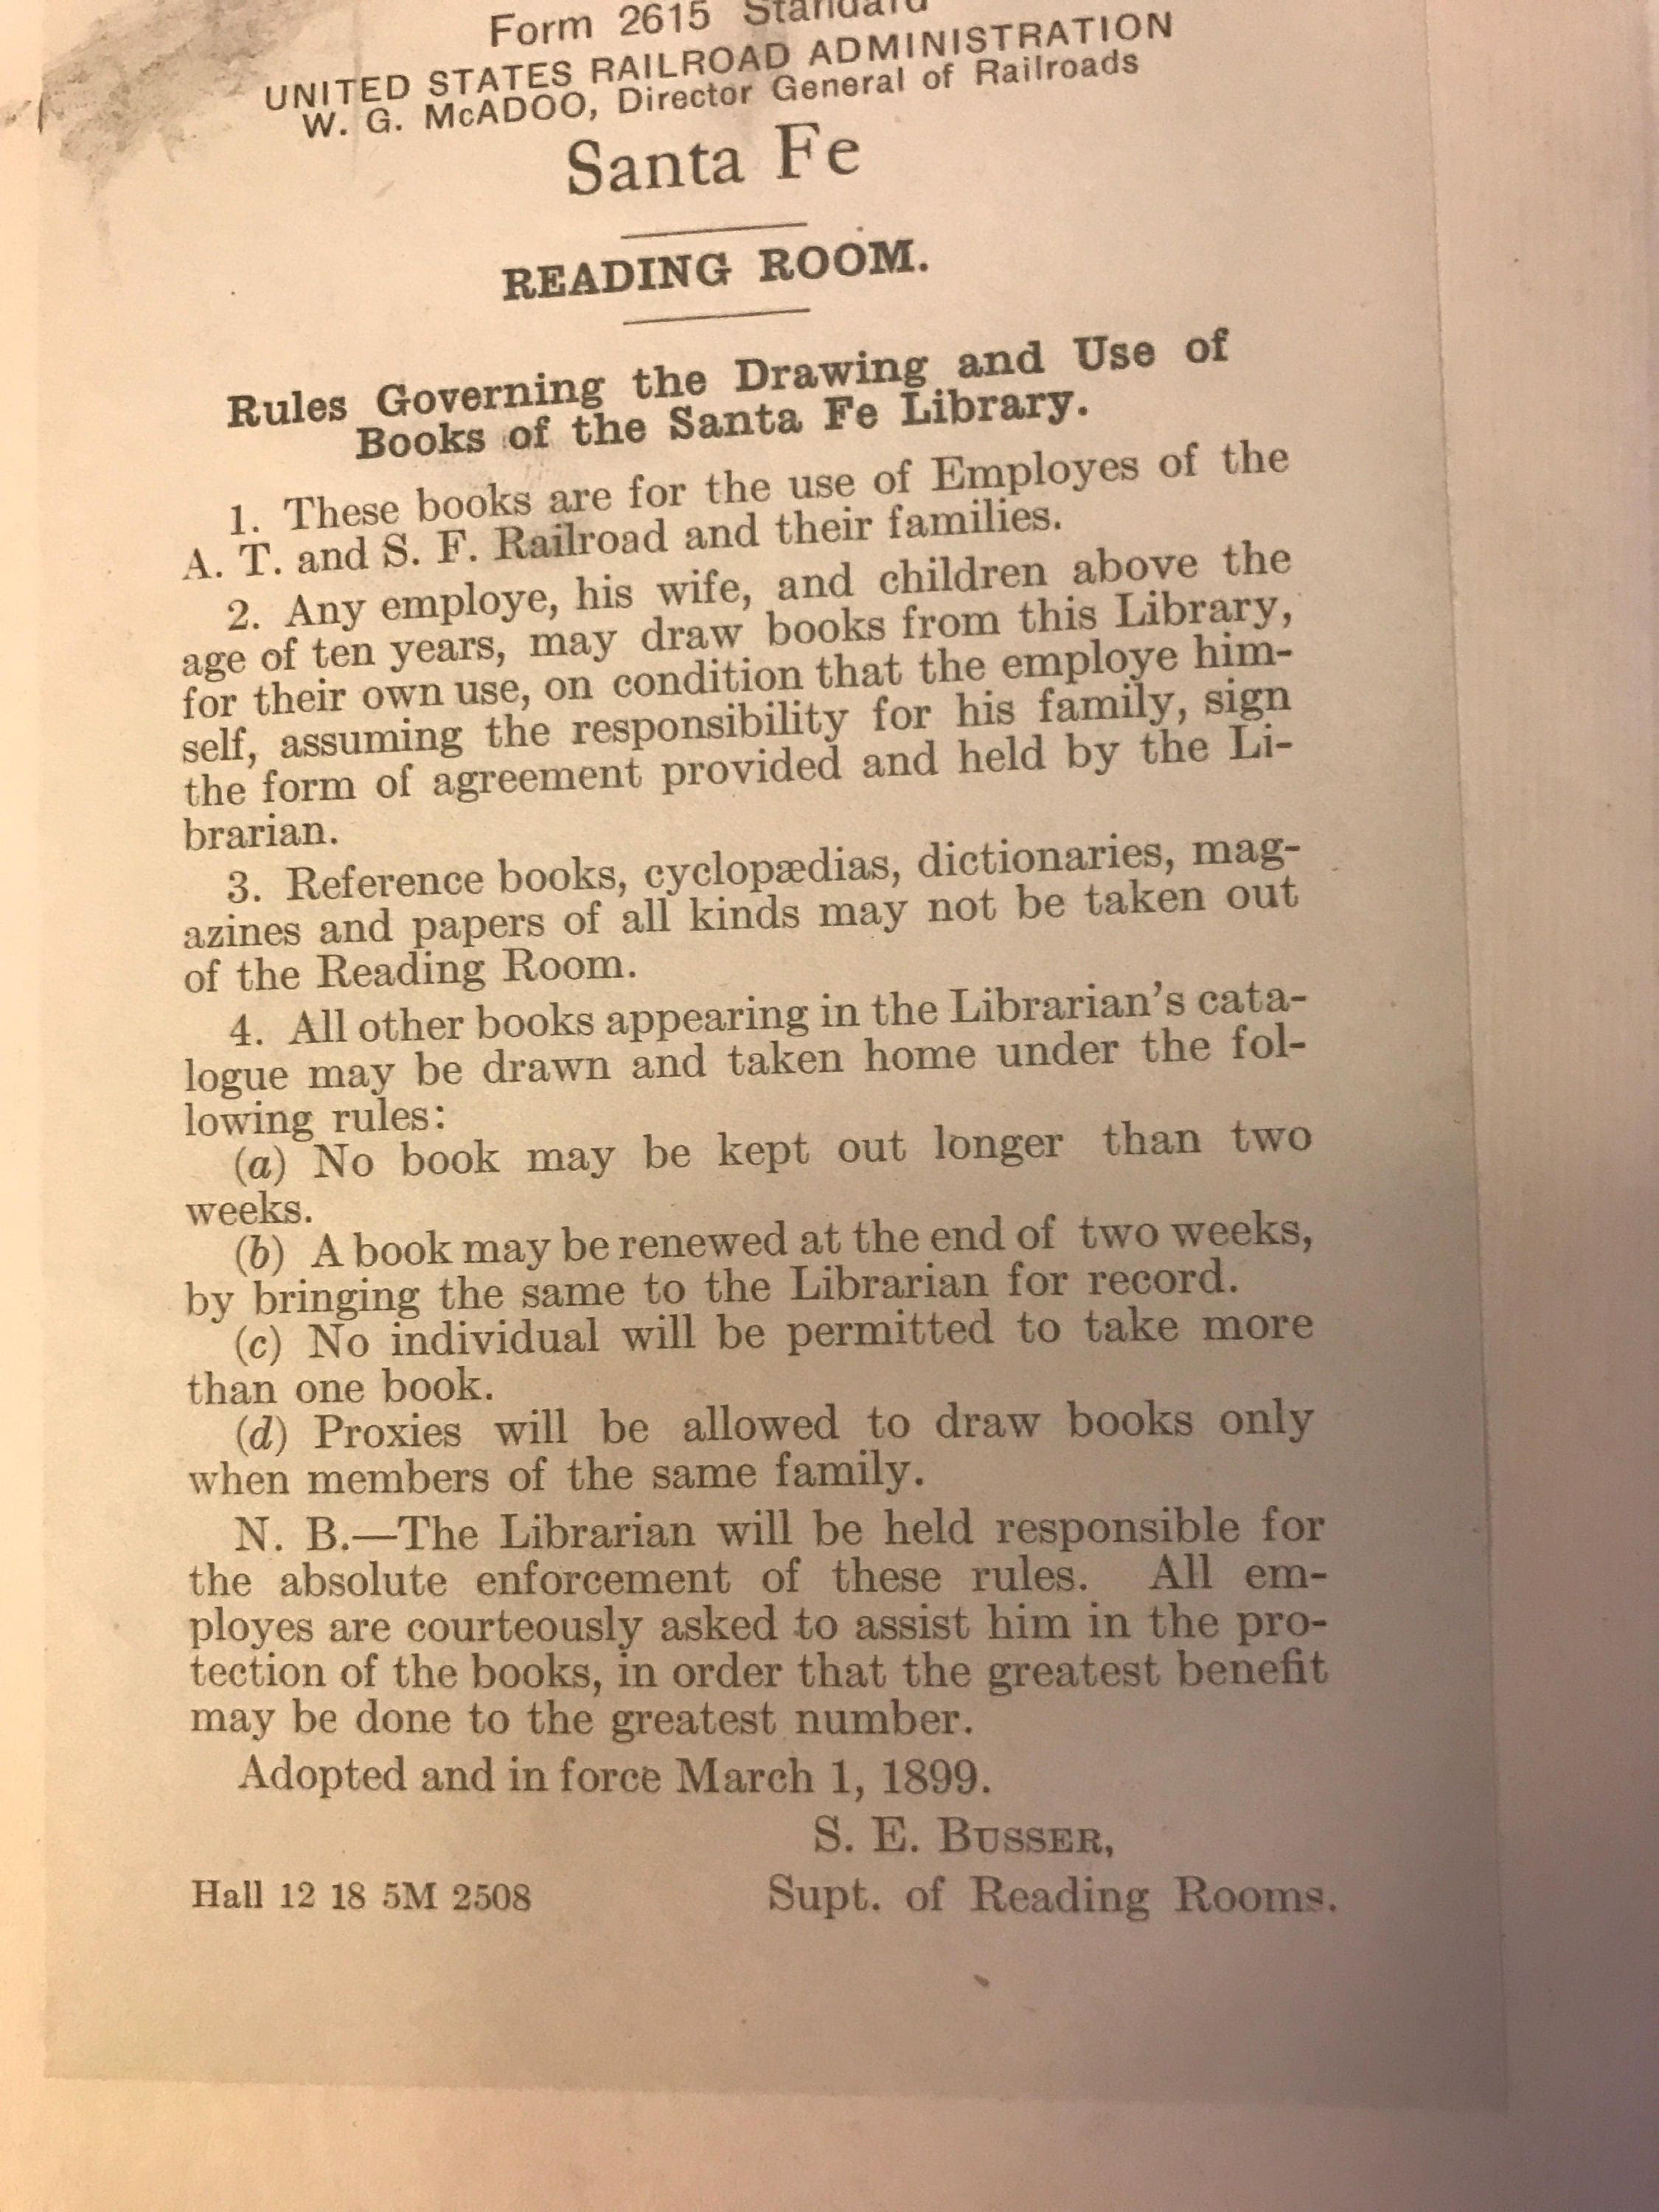 Form 2615 Standard
UNITED STATES RAILROAD ADMINISTRATION
W. G. McADOO, Director General of Railroads
Santa Fe
READING ROOM.
Rules Governing the Drawing and Use of
Books of the Santa Fe Library.
1. These books are for the use of Employes of the
A. T. and S. F. Railroad and their families.
2. Any employe, his wife, and children above the
age of ten years, may draw books from this Library,
for their own use, on condition that the employe him-
self, assuming the responsibility for his family, sign
the form of agreement provided and held by the Li-
brarian.
3. Reference books, cyclopædias, dictionaries, mag-
azines and papers of all kinds may not be taken out
of the Reading Room.
4. All other books appearing in the Librarian's cata-
logue may be drawn and taken home under the fol-
lowing rules:
(a) No book may be kept out longer than two
weeks.
(b) A book may be renewed at the end of two weeks,
by bringing the same to the Librarian for record.
(c) No individual will be permitted to take more
than one book.
(d) Proxies will be allowed to draw books only
when members of the same family.
N. B.—The Librarian will be held responsible for
the absolute enforcement of these rules. All em-
ployes are courteously asked to assist him in the pro-
tection of the books, in order that the greatest benefit
may be done to the greatest number.
Adopted and in force March 1, 1899.
S. E. BUSSER,
Hall 12 18 5M 2508 Supt. of Reading Rooms.